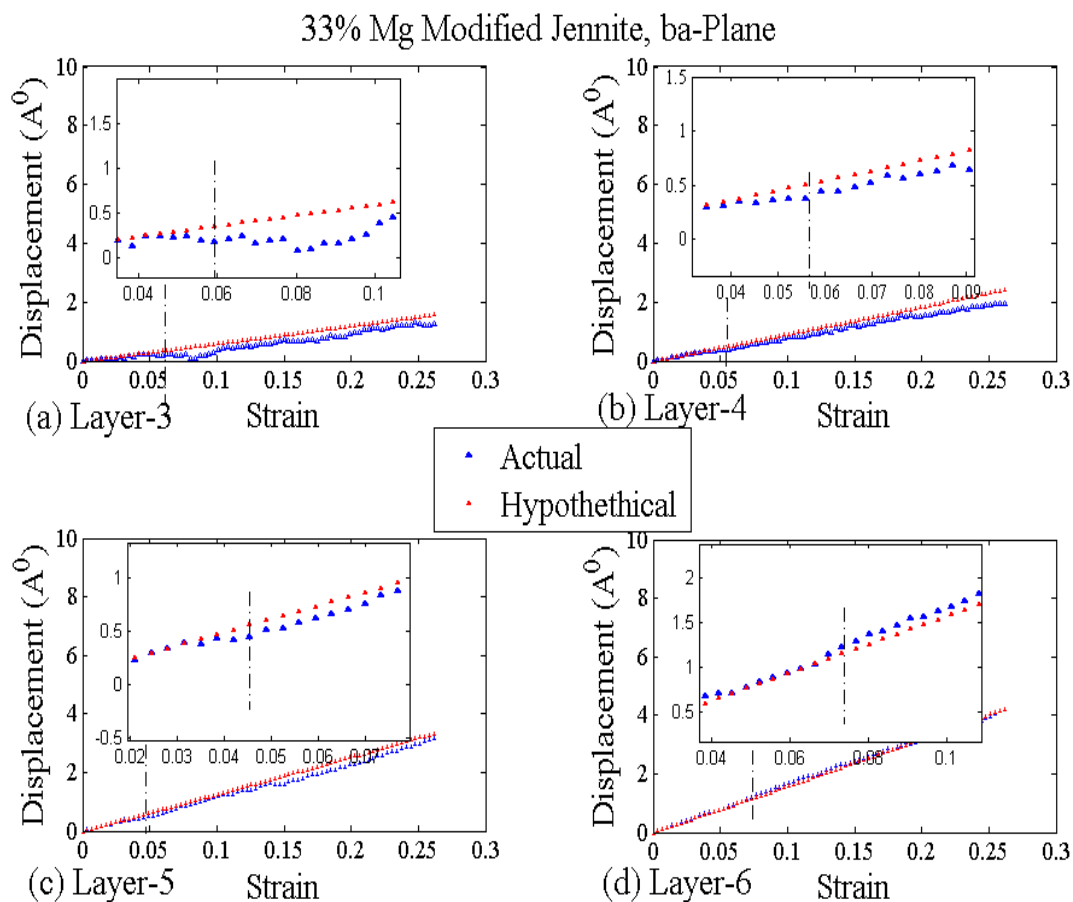 33% Mg Modified Jennite, ba-Plane
10
8
6
4
2
0
Displacement (A⁰)
1.5
1
0.5
0
0.04 0.06 0.08 0.1
0 0.05 0.1 0.15 0.2 0.25 0.3
(a) Layer-3 Strain
10
8
6
4
2
0
Displacement (A⁰)
1.5
1
0.5
0
0.04 0.05 0.06 0.07 0.08 0.09
0 0.05 0.1 0.15 0.2 0.25 0.3
(b) Layer-4 Strain
Actual
Hypothethical
10
8
6
4
2
0
Displacement (A⁰)
1
0.5
0
-0.5
0.02 0.03 0.04 0.05 0.06 0.07
0 0.05 0.1 0.15 0.2 0.25 0.3
(c) Layer-5 Strain
10
8
6
4
2
0
Displacement (A⁰)
2
1.5
1
0.5
0.04 0.06 0.08 0.1
0 0.05 0.1 0.15 0.2 0.25 0.3
(d) Layer-6 Strain